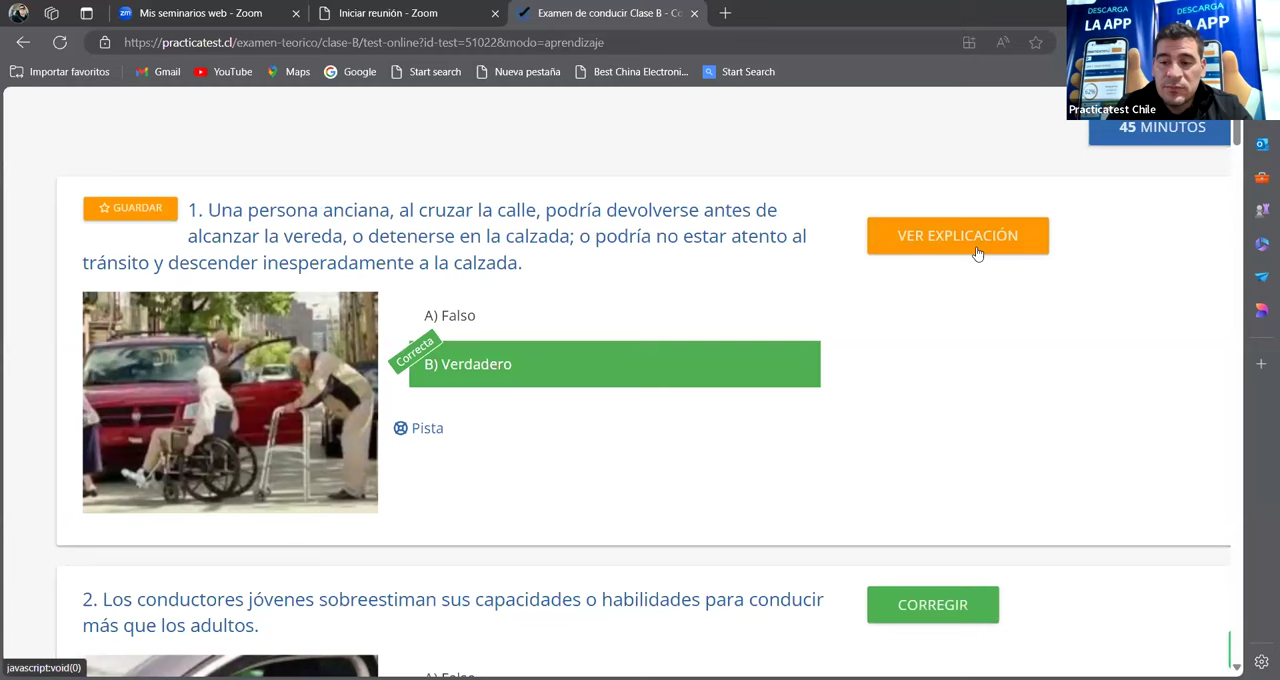 Mis seminarios web - Zoom
Iniciar reunión - Zoom
Examen de conducir Clase B - Co
https://practicatest.cl/examen-teorico/clase-B/test-online?id-test=51022&modo=aprendizaje
Importar favoritos
Gmail
YouTube
Maps
Google
Start search
Nueva pestaña
Best China Electroni...
Start Search
DESCARGA
LA APP
DESCARGA
LA APP
Practicatest Chile
45 MINUTOS
GUARDAR
1. Una persona anciana, al cruzar la calle, podría devolverse antes de
alcanzar la vereda, o detenerse en la calzada; o podría no estar atento al
tránsito y descender inesperadamente a la calzada.
VER EXPLICACIÓN
A) Falso
Correcta
B) Verdadero
Pista
2. Los conductores jóvenes sobreestiman sus capacidades o habilidades para conducir
más que los adultos.
CORREGIR
A) Falso
javascript:void(0)